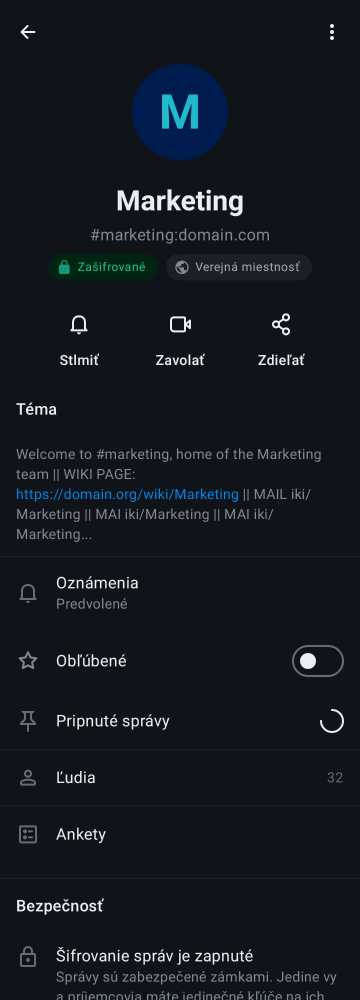 M
Marketing
#marketing:domain.com
Zašifrované
Verejná miestnosť
Stlmiť
Zavolať
Zdieľať
Téma
Welcome to #marketing, home of the Marketing
team || WIKI PAGE:
https://domain.org/wiki/Marketing || MAIL iki/
Marketing || MAI iki/Marketing || MAI iki/
Marketing...
Oznámenia
Predvolené
Obľúbené
Pripnuté správy
Ľudia 32
Ankety
Bezpečnosť
Šifrovanie správ je zapnuté
Správy sú zabezpečené zámkami. Jedine vy
a príjemcovia máte jedinečné kľúče na ich